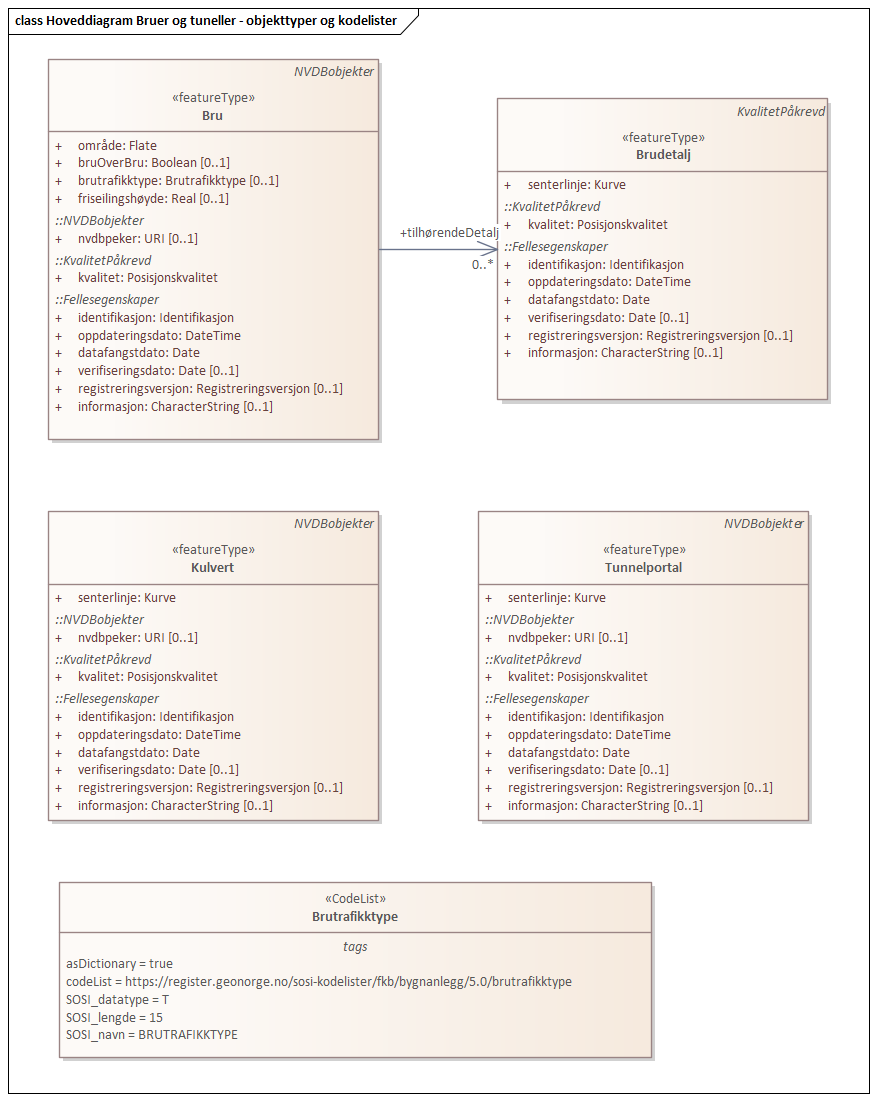 class Hoveddiagram Bruer og tuneller - objekttyper og kodelister
NVDBobjekter
«featureType»
Bru
+ område: Flate
+ bruOverBru: Boolean [0..1]
+ brutrafikktype: Brutrafikktype [0..1]
+ friseilingshøyde: Real [0..1]
::NVDBobjekter
+ nvdbpeker: URI [0..1]
::KvalitetPåkrevd
+ kvalitet: Posisjonskvalitet
::Fellesegenskaper
+ identifikasjon: Identifikasjon
+ oppdateringsdato: DateTime
+ datafangstdato: Date
+ verifiseringsdato: Date [0..1]
+ registreringsversjon: Registreringsversjon [0..1]
+ informasjon: CharacterString [0..1]
+tilhørendeDetalj
0..*
KvalitetPåkrevd
«featureType»
Brudetalj
+ senterlinje: Kurve
::KvalitetPåkrevd
+ kvalitet: Posisjonskvalitet
::Fellesegenskaper
+ identifikasjon: Identifikasjon
+ oppdateringsdato: DateTime
+ datafangstdato: Date
+ verifiseringsdato: Date [0..1]
+ registreringsversjon: Registreringsversjon [0..1]
+ informasjon: CharacterString [0..1]
NVDBobjekter
«featureType»
Kulvert
+ senterlinje: Kurve
::NVDBobjekter
+ nvdbpeker: URI [0..1]
::KvalitetPåkrevd
+ kvalitet: Posisjonskvalitet
::Fellesegenskaper
+ identifikasjon: Identifikasjon
+ oppdateringsdato: DateTime
+ datafangstdato: Date
+ verifiseringsdato: Date [0..1]
+ registreringsversjon: Registreringsversjon [0..1]
+ informasjon: CharacterString [0..1]
NVDBobjekter
«featureType»
Tunnelportal
+ senterlinje: Kurve
::NVDBobjekter
+ nvdbpeker: URI [0..1]
::KvalitetPåkrevd
+ kvalitet: Posisjonskvalitet
::Fellesegenskaper
+ identifikasjon: Identifikasjon
+ oppdateringsdato: DateTime
+ datafangstdato: Date
+ verifiseringsdato: Date [0..1]
+ registreringsversjon: Registreringsversjon [0..1]
+ informasjon: CharacterString [0..1]
«CodeList»
Brutrafikktype
tags
asDictionary = true
codeList = https://register.geonorge.no/sosi-kodelister/fkb/bygnanlegg/5.0/brutrafikktype
SOSI_datatype = T
SOSI_lengde = 15
SOSI_navn = BRUTRAFIKKTYPE